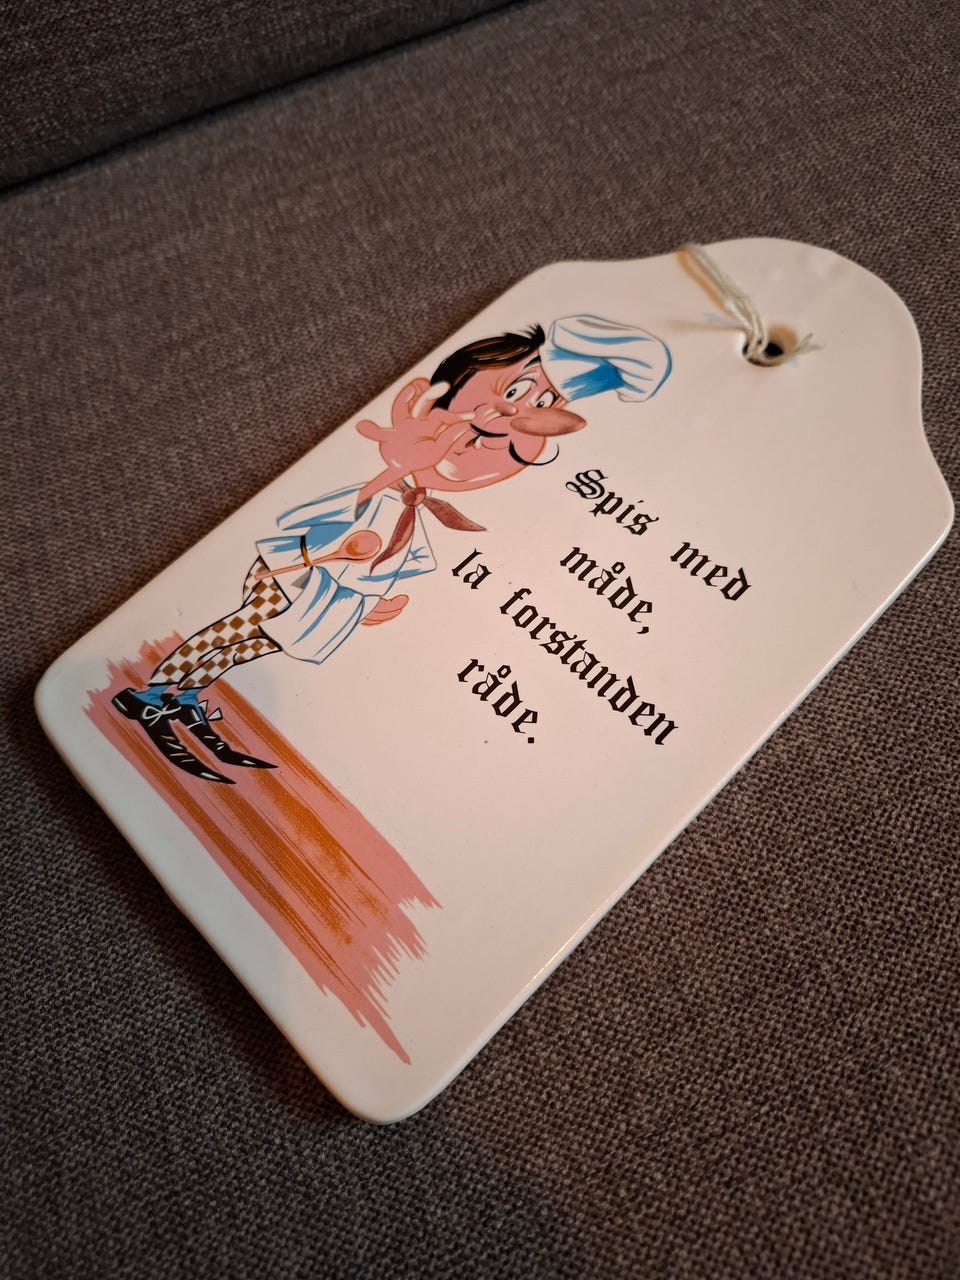 Spis med
måde,
la forstanden
råde.